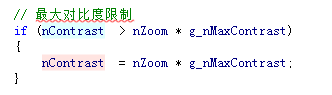 // 最大对比度限制
if (nContrast  > nZoom * g_nMaxContrast)
{
    nContrast  = nZoom * g_nMaxContrast;
}